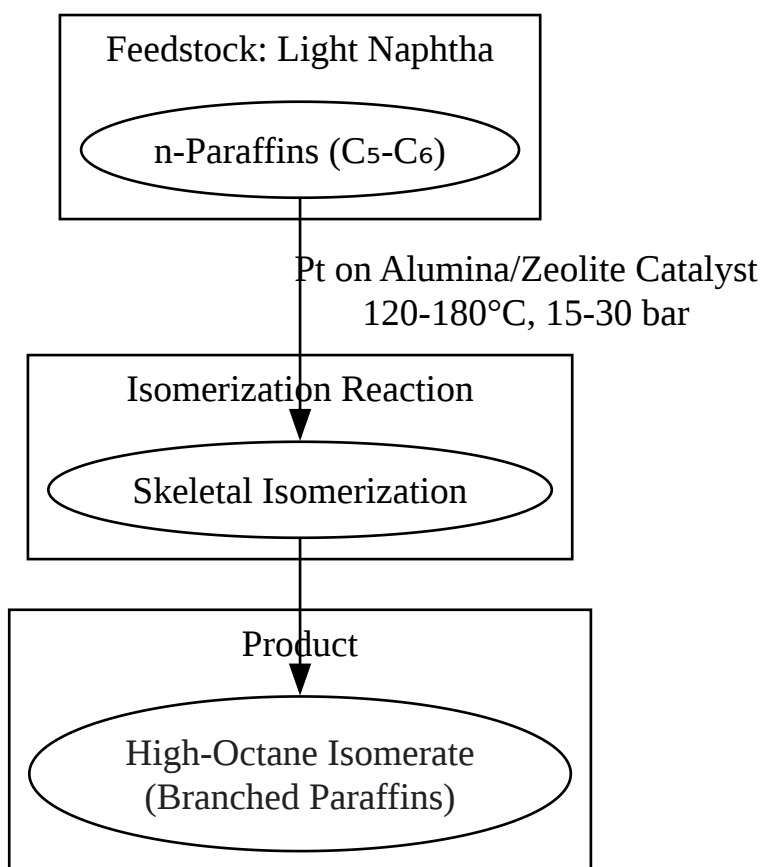 Feedstock: Light Naphtha
n-Paraffins (C₅-C₆)
Pt on Alumina/Zeolite Catalyst
120-180°C, 15-30 bar
Isomerization Reaction
Skeletal Isomerization
Product
High-Octane Isomerate
(Branched Paraffins)